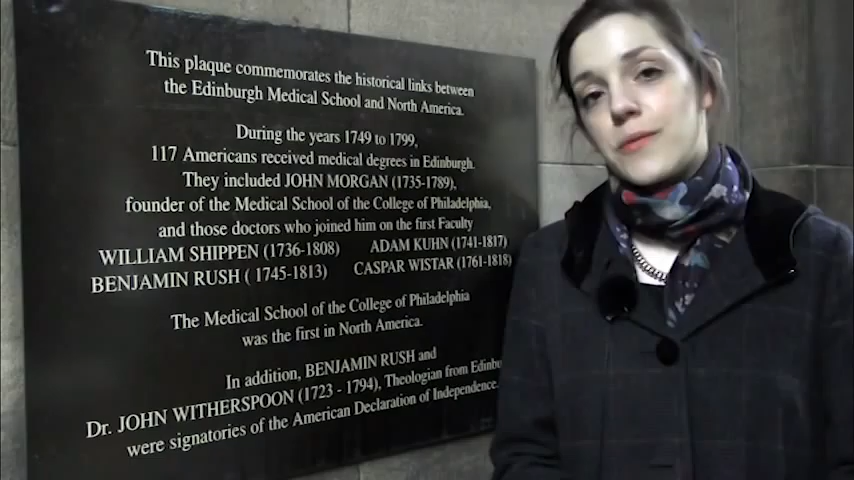 This plaque commemorates the historical links between
the Edinburgh Medical School and North America.
During the years 1749 to 1799,
117 Americans received medical degrees in Edinburgh.
They included JOHN MORGAN (1735-1789),
founder of the Medical School of the College of Philadelphia,
and those doctors who joined him on the first Faculty
WILLIAM SHIPPEN (1736-1808) ADAM KUHN (1741-1817)
BENJAMIN RUSH ( 1745-1813) CASPAR WISTAR (1761-1818)
The Medical School of the College of Philadelphia
was the first in North America.
In addition, BENJAMIN RUSH and
Dr. JOHN WITHERSPOON (1723 - 1794), Theologian from Edinbu
were signatories of the American Declaration of Independence.